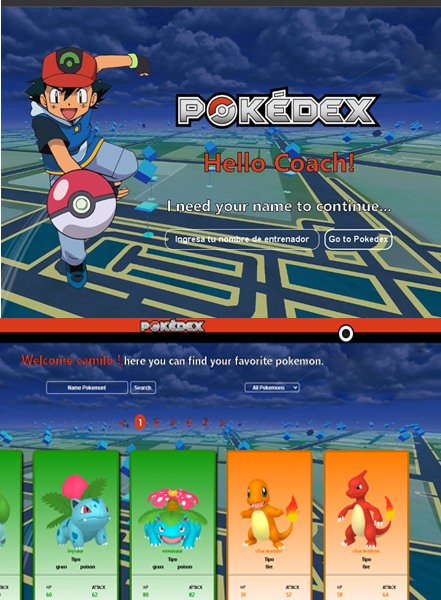 POKÉDEX
Hello Coach!
I need your name to continue...
Ingresa tu nombre de entrenador
Go to Pokedex
POKÉDEX
Welcome camilo ! here you can find your favorite pokemon.
Name Pokemon!
Search
All Pokemons
1
ivysaur
Tipo
grass poison
HP ATTACK
60 62
venusaur
Tipo
grass poison
HP ATTACK
80 82
charmander
Tipo
fire
HP ATTACK
39 52
charmeleon
Tipo
fire
HP ATTACK
58 64